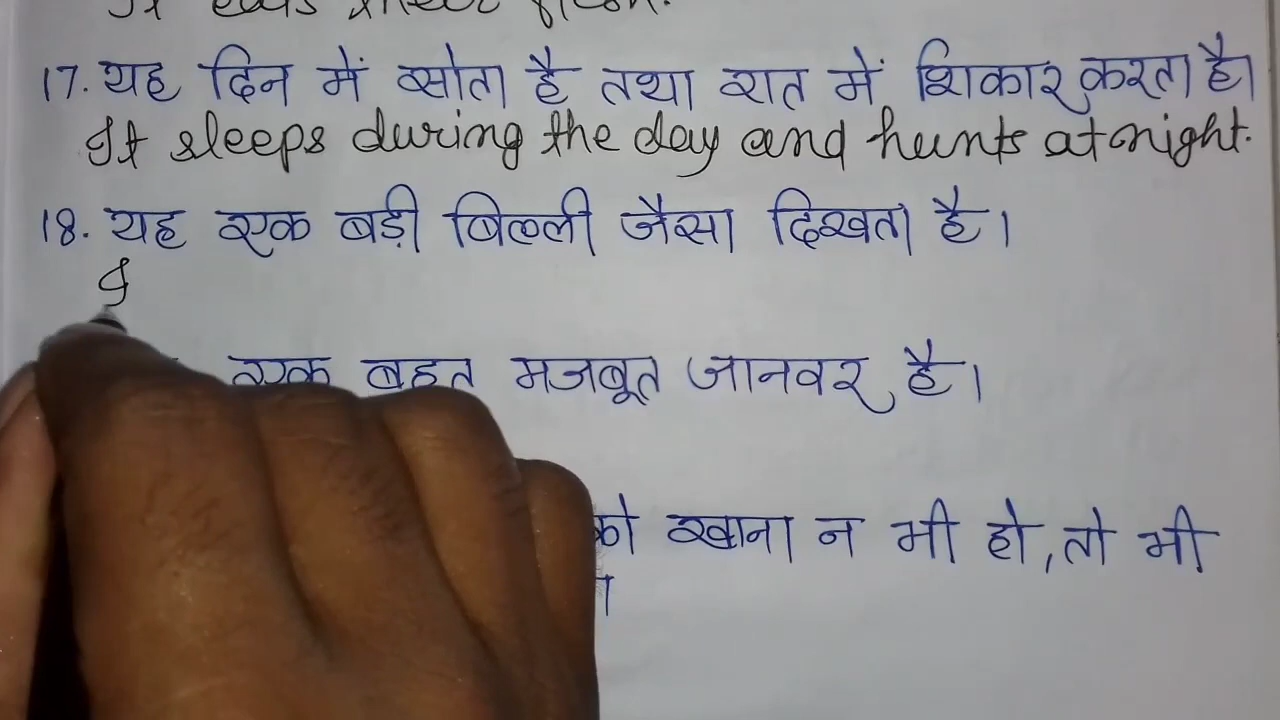 17. यह दिन में सोता है तथा रात में शिकार करता है।
It sleeps during the day and hunts at night.
18. यह एक बड़ी बिल्ली जैसा दिखता है।
I
एक बहुत मजबूत जानवर है।
को खाना न भी हो, तो भी